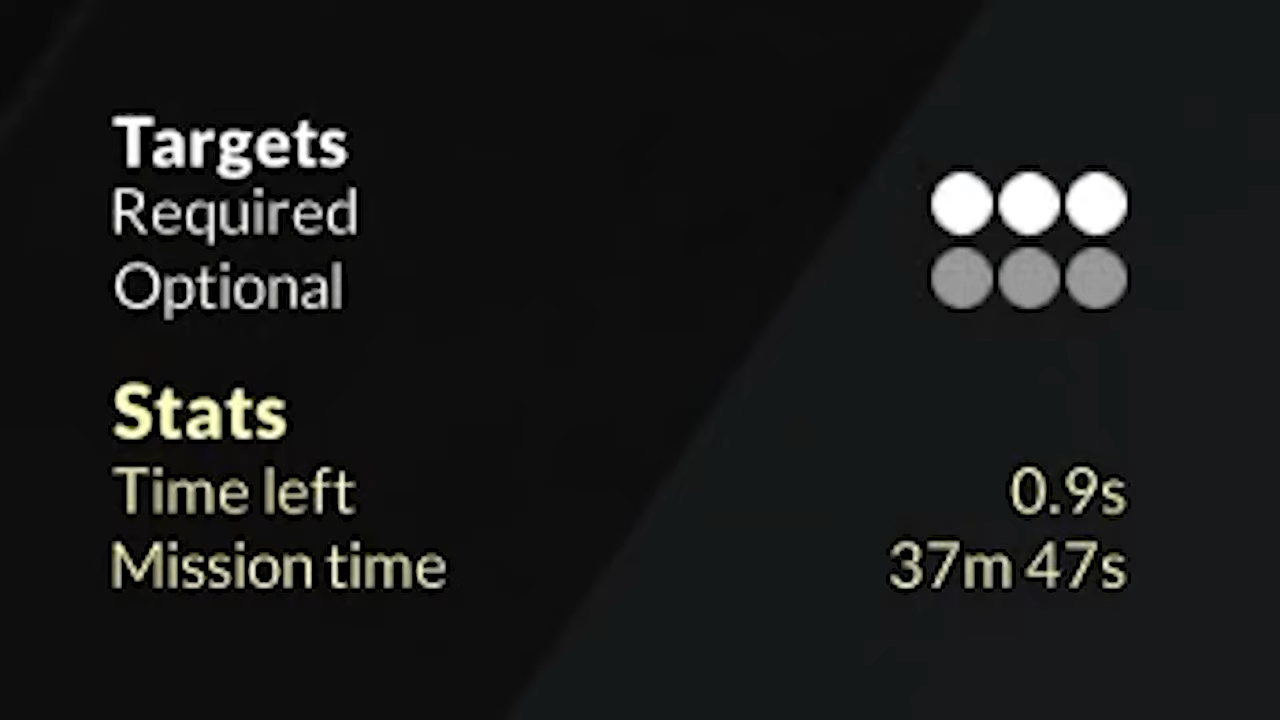 Targets
Required
Optional
Stats
Time left 0.9s
Mission time 37m 47s